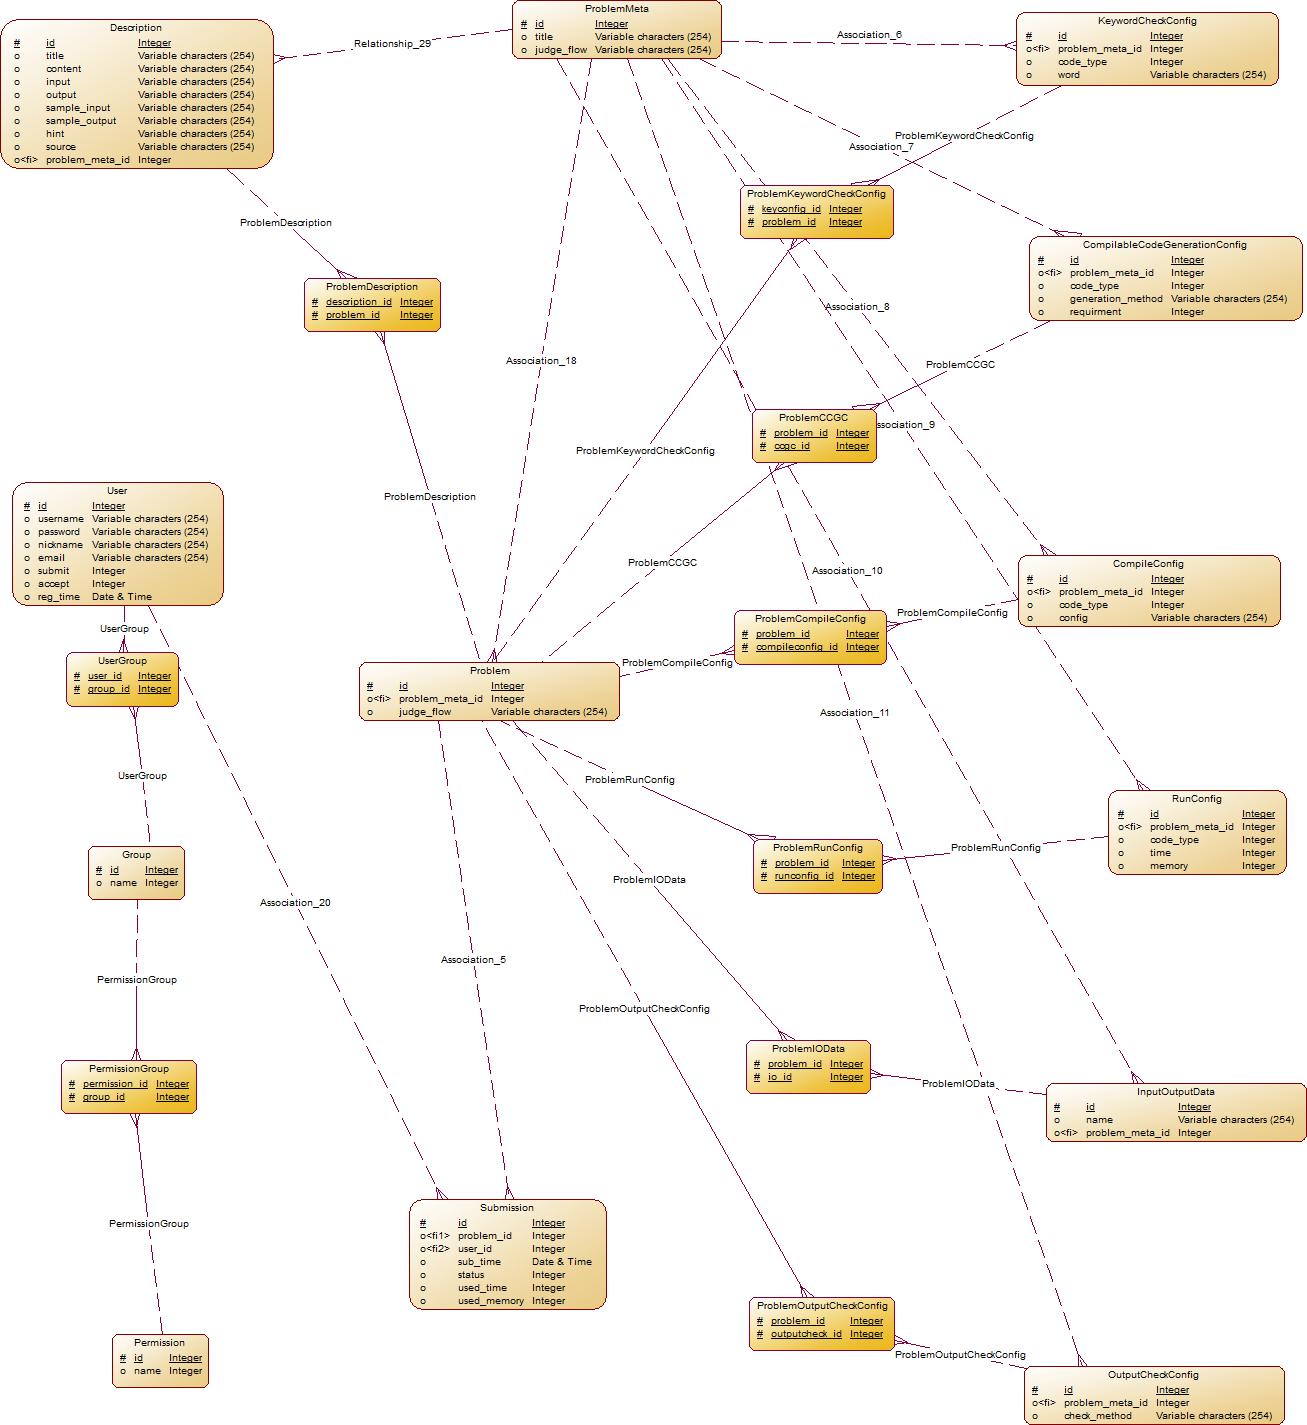 ProblemMeta
# id Integer
o title Variable characters (254)
o judge_flow Variable characters (254)
Description
# id Integer
o title Variable characters (254)
o content Variable characters (254)
o input Variable characters (254)
o output Variable characters (254)
o sample_input Variable characters (254)
o sample_output Variable characters (254)
o hint Variable characters (254)
o source Variable characters (254)
o<fi> problem_meta_id Integer
Relationship_29
Association_6
KeywordCheckConfig
# id Integer
o<fi> problem_meta_id Integer
o code_type Integer
o word Variable characters (254)
ProblemKeywordCheckConfig
Association_7
ProblemKeywordCheckConfig
# keyconfig_id Integer
# problem_id Integer
ProblemDescription
CompilableCodeGenerationConfig
# id Integer
o<fi> problem_meta_id Integer
o code_type Integer
o generation_method Variable characters (254)
o requirment Integer
ProblemDescription
# description_id Integer
# problem_id Integer
Association_8
Association_18
ProblemCCGC
ProblemCCGC
# problem_id Integer
# ccgc_id Integer
ssociation_9
ProblemKeywordCheckConfig
ProblemDescription
User
# id Integer
o username Variable characters (254)
o password Variable characters (254)
o nickname Variable characters (254)
o email Variable characters (254)
o submit Integer
o accept Integer
o reg_time Date & Time
ProblemCCGC
Association_10
CompileConfig
# id Integer
o<fi> problem_meta_id Integer
o code_type Integer
o config Variable characters (254)
ProblemCompileConfig
ProblemCompileConfig
# problem_id Integer
# compileconfig_id Integer
ProblemCompileConfig
UserGroup
UserGroup
# user_id Integer
# group_id Integer
Problem
# id Integer
o<fi> problem_meta_id Integer
o judge_flow Variable characters (254)
Association_11
UserGroup
ProblemRunConfig
RunConfig
# id Integer
o<fi> problem_meta_id Integer
o code_type Integer
o time Integer
o memory Integer
ProblemRunConfig
ProblemRunConfig
# problem_id Integer
# runconfig_id Integer
Group
# id Integer
o name Integer
ProblemIOData
Association_20
Association_5
PermissionGroup
ProblemOutputCheckConfig
ProblemIOData
# problem_id Integer
# io_id Integer
ProblemIOData
PermissionGroup
# permission_id Integer
# group_id Integer
InputOutputData
# id Integer
o name Variable characters (254)
o<fi> problem_meta_id Integer
PermissionGroup
Submission
# id Integer
o<fi1> problem_id Integer
o<fi2> user_id Integer
o sub_time Date & Time
o status Integer
o used_time Integer
o used_memory Integer
ProblemOutputCheckConfig
# problem_id Integer
# outputcheck_id Integer
ProblemOutputCheckConfig
Permission
# id Integer
o name Integer
OutputCheckConfig
# id Integer
o<fi> problem_meta_id Integer
o check_method Variable characters (254)